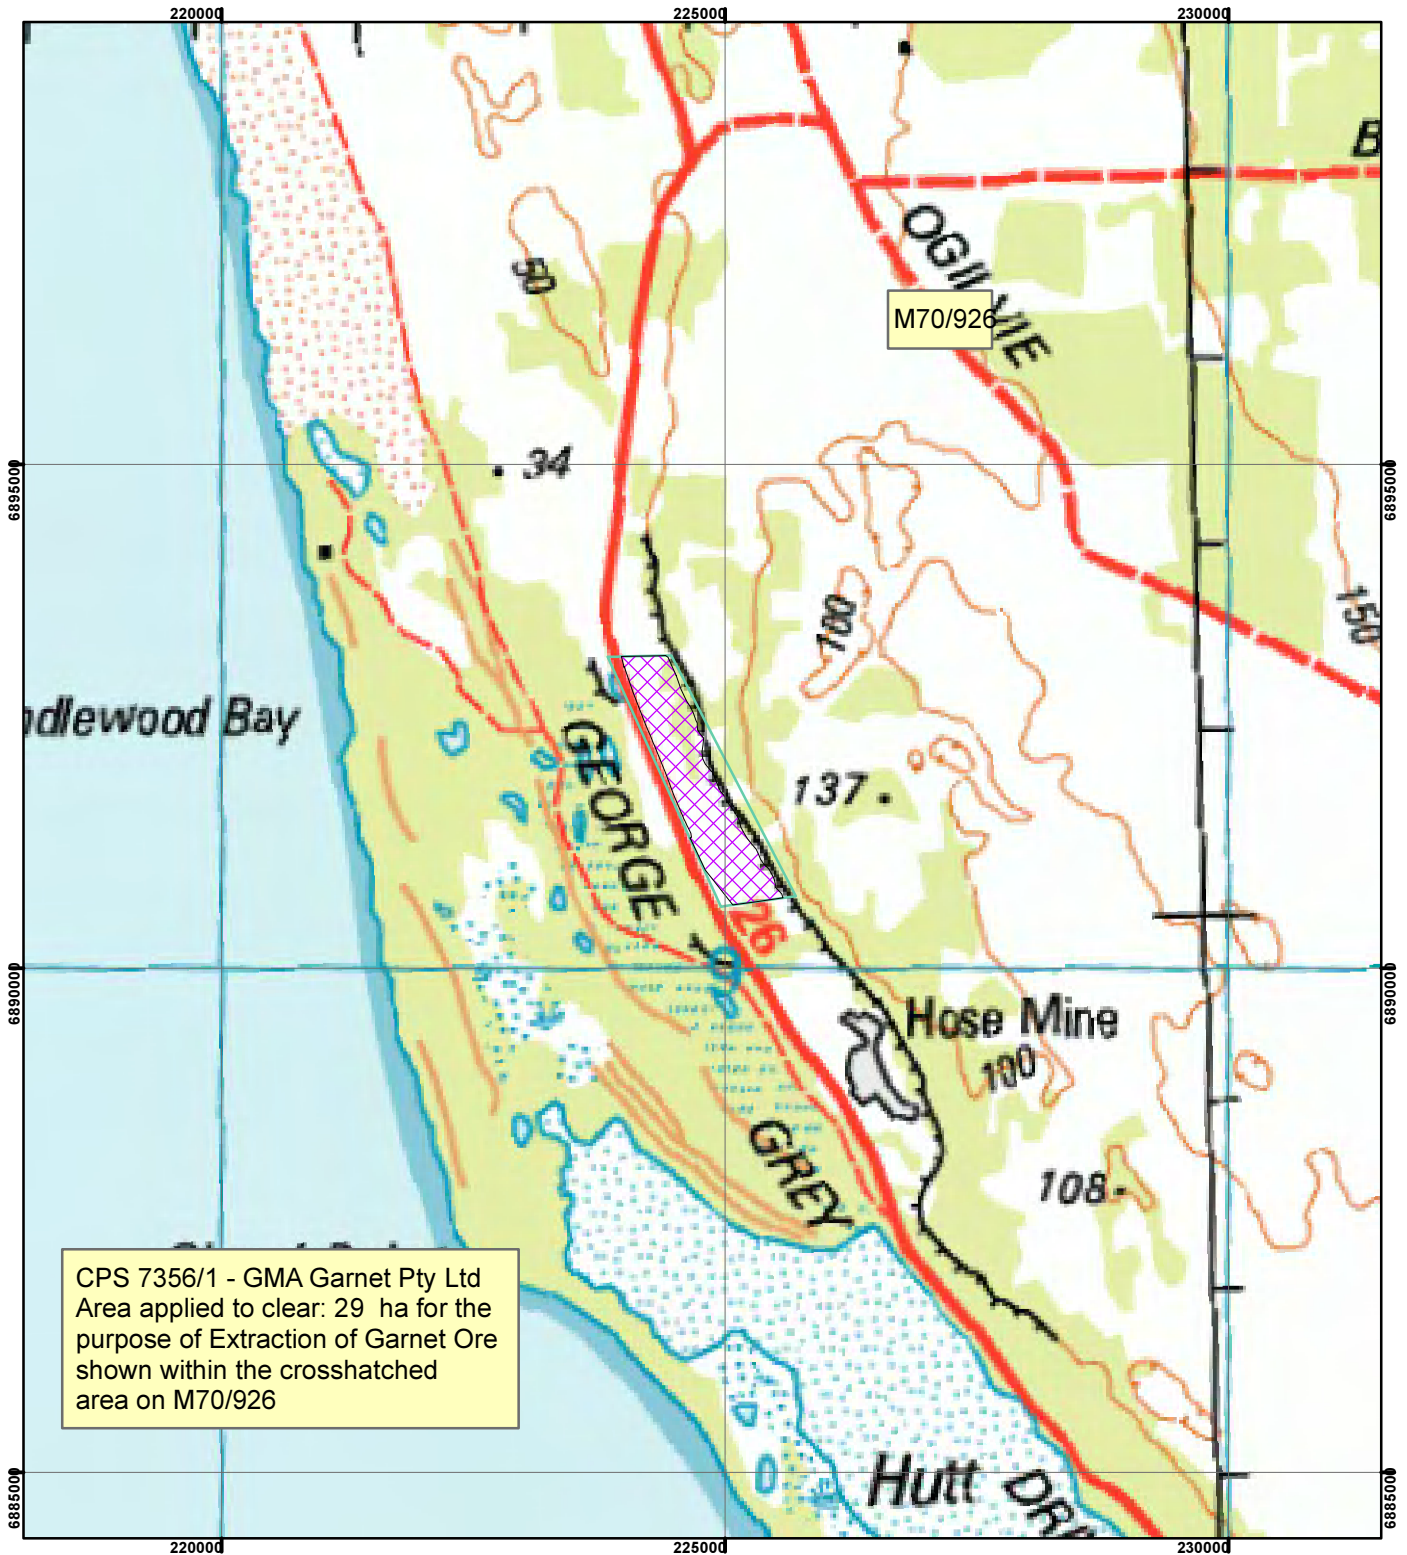 220000
225000
230000
B
OGILVIE
50
M70/926
34
6895000
6895000
100
150
dlewood Bay
GEORGE
137
26
6890000
6890000
Hose Mine
100
GREY
108
CPS 7356/1 - GMA Garnet Pty Ltd
Area applied to clear: 29 ha for the
purpose of Extraction of Garnet Ore
shown within the crosshatched
area on M70/926
Hutt
DRI
6885000
6885000
220000
225000
230000